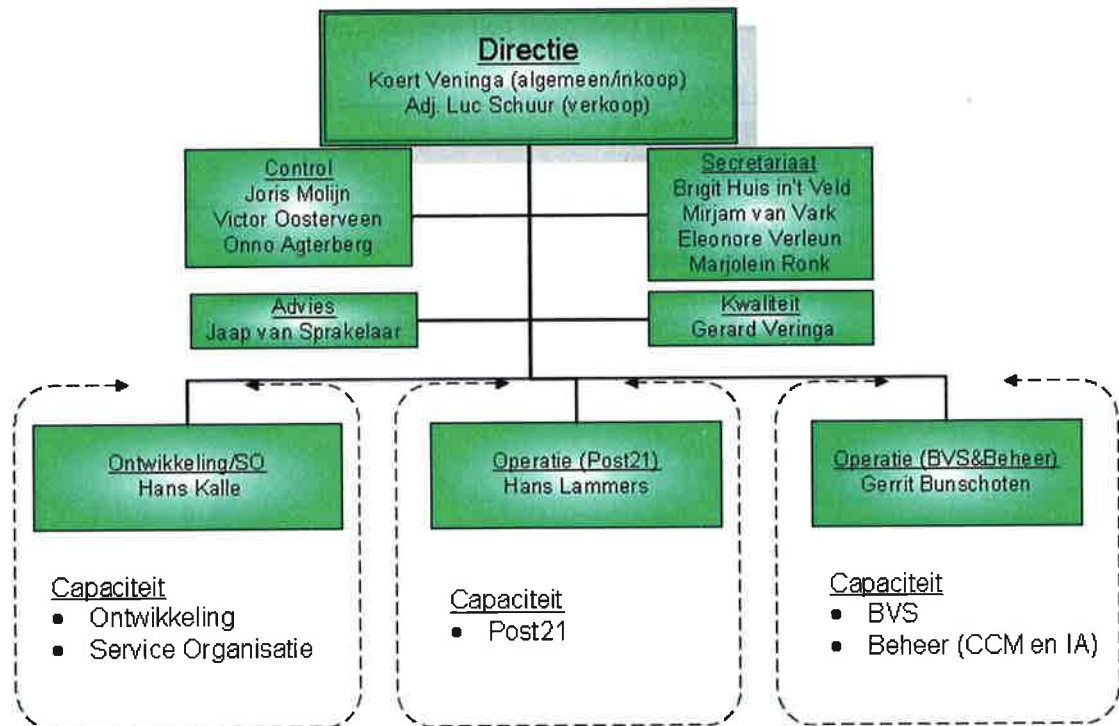 Directie
Koert Veninga (algemeen/inkoop)
Adj. Luc Schuur (verkoop)
Control
Joris Molijn
Victor Oosterveen
Onno Agterberg
Secretariaat
Brigit Huis in't Veld
Mirjam van Vark
Eleonore Verleun
Marjolein Ronk
Advies
Jaap van Sprakelaar
Kwaliteit
Gerard Veringa
Ontwikkeling/SO
Hans Kalle
Operatie (Post21)
Hans Lammers
Operatie (BVS&Beheer)
Gerrit Bunschoten
Capaciteit
• Ontwikkeling
• Service Organisatie
Capaciteit
• Post21
Capaciteit
• BVS
• Beheer (CCM en IA)